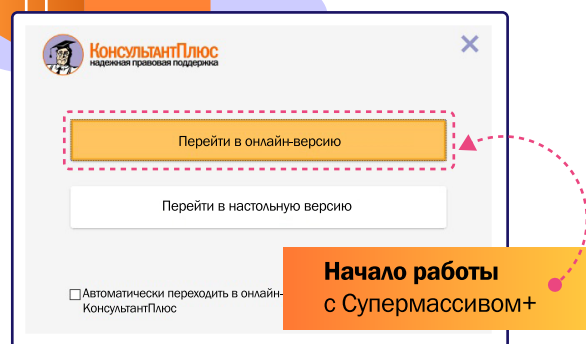 КонсультантПлюс
надежная правовая поддержка
Перейти в онлайн-версию
Перейти в настольную версию
Автоматически переходить в онлайн-
КонсультантПлюс
Начало работы
с Супермассивом+